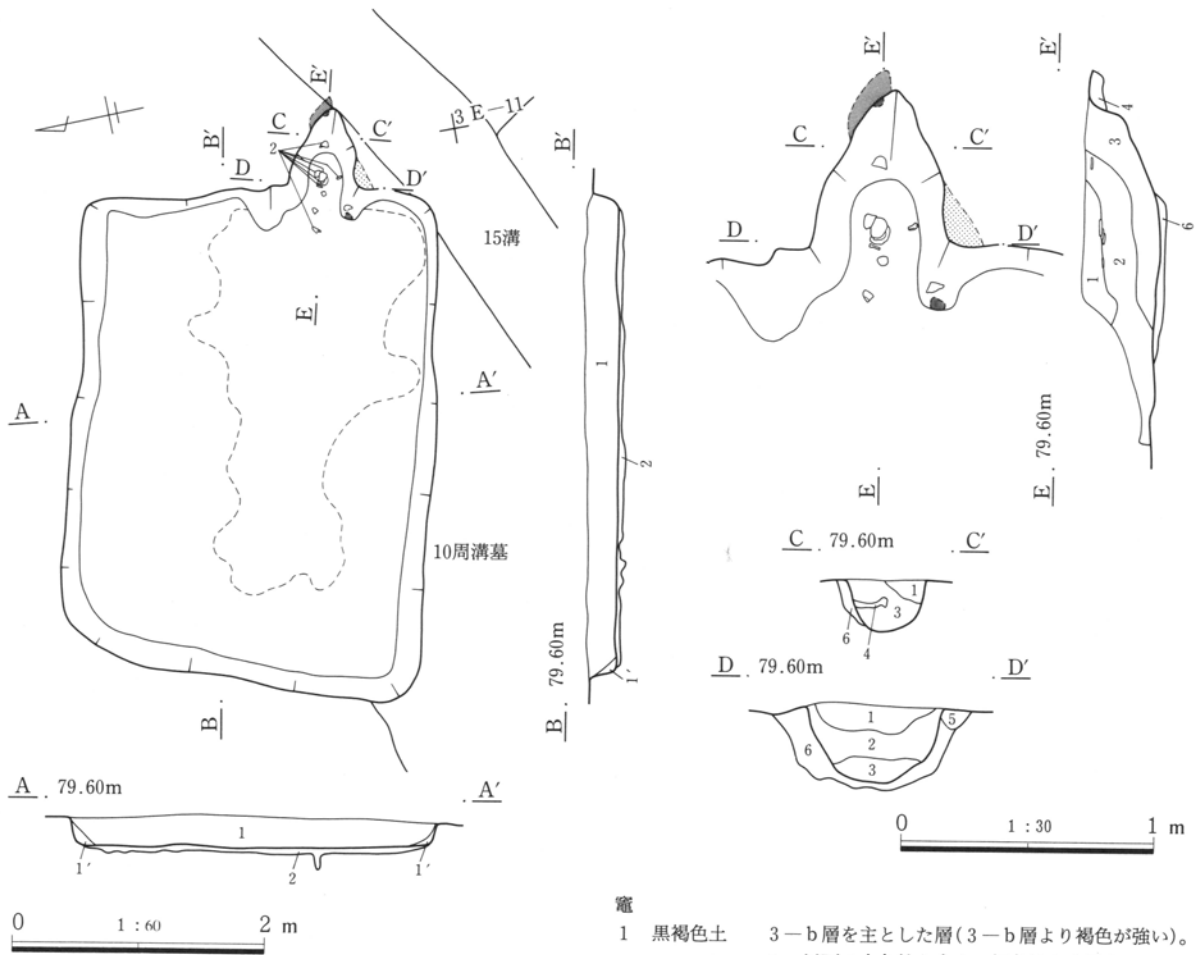 E′
3 E－11
C
C′
2
B′
D
D′
15溝
E
A
A′
10周溝墓
B
A 79.60m A′
1
1′
2
1′
0 1：60 2 m
B′
1
2
1′
B 79.60m
E′
C
C′
D
D′
E
E′
4
3
6
2
1
E 79.60m
C 79.60m C′
1
3
6
4
D 79.60m D′
1
5
2
6
3
0 1：30 1 m
竈
1 黒褐色土 3－b層を主とした層(3－b層より褐色が強い)。